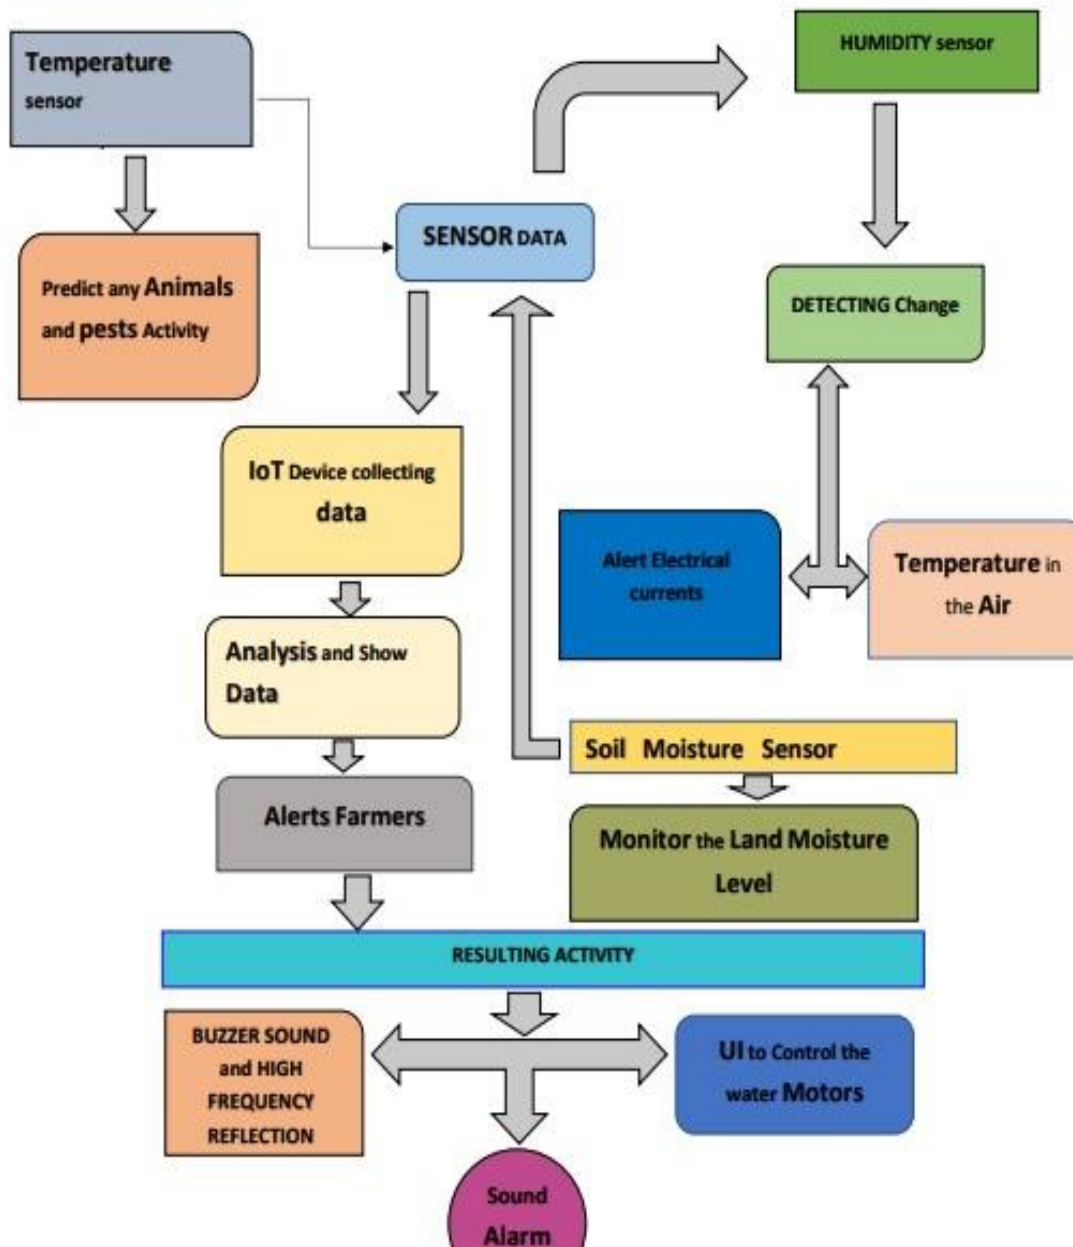 Temperature
sensor
HUMIDITY sensor
SENSOR DATA
Predict any Animals
and pests Activity
DETECTING Change
IoT Device collecting
data
Alert Electrical
currents
Temperature in
the Air
Analysis and Show
Data
Soil Moisture Sensor
Alerts Farmers
Monitor the Land Moisture
Level
RESULTING ACTIVITY
BUZZER SOUND
and HIGH
FREQUENCY
REFLECTION
UI to Control the
water Motors
Sound
Alarm